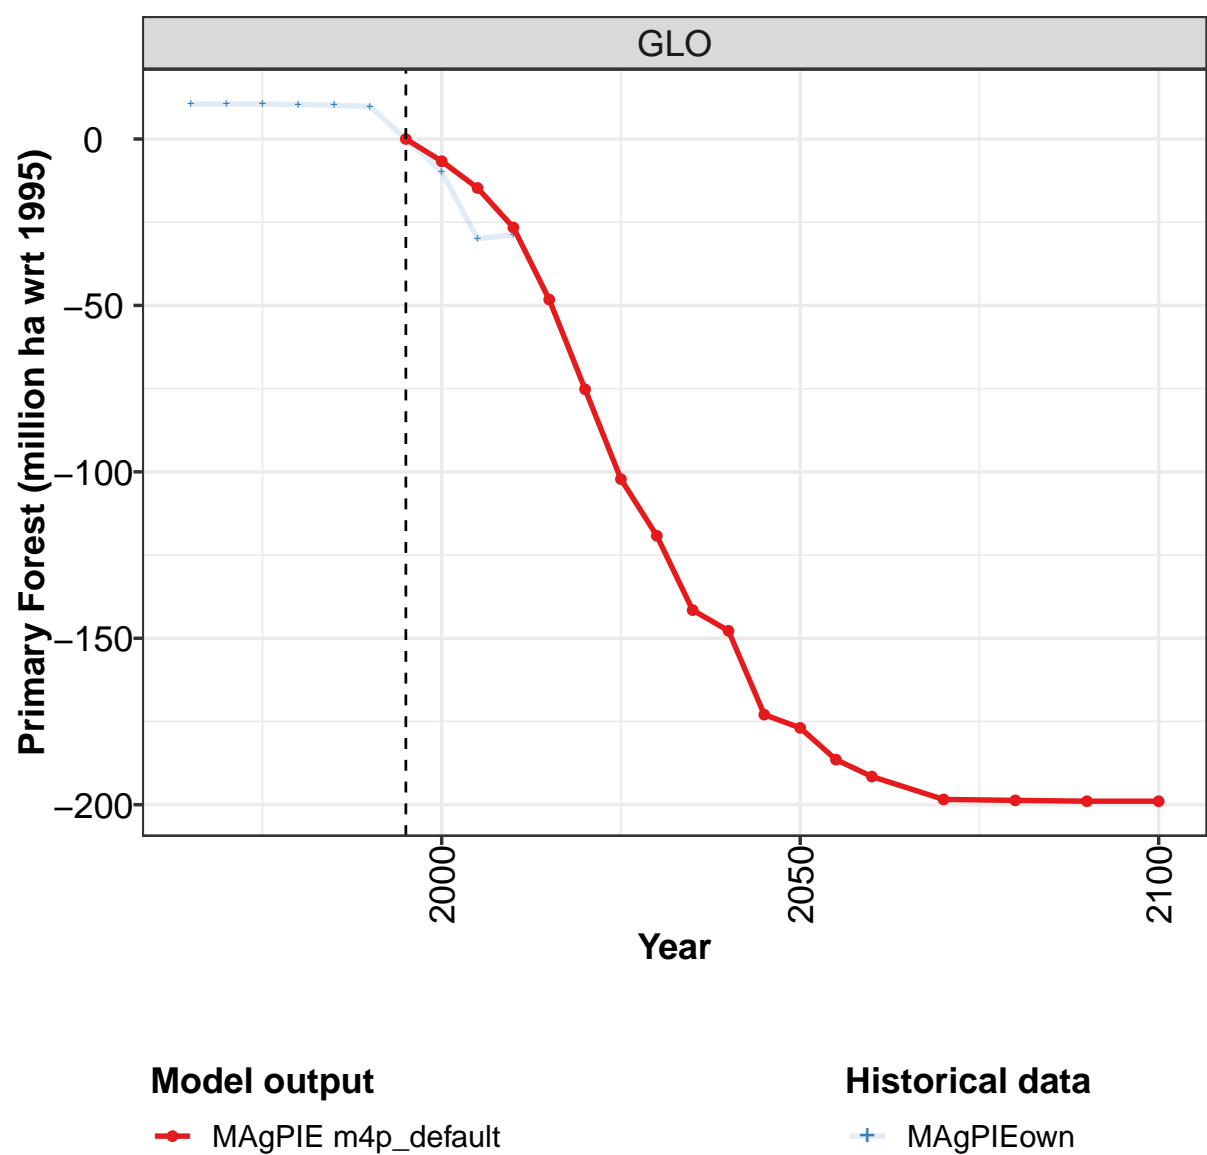 GLO
Primary Forest (million ha wrt 1995)
0
−50
−100
−150
−200
2000
2050
2100
Year
Model output
MAgPIE m4p_default
Historical data
MAgPIEown